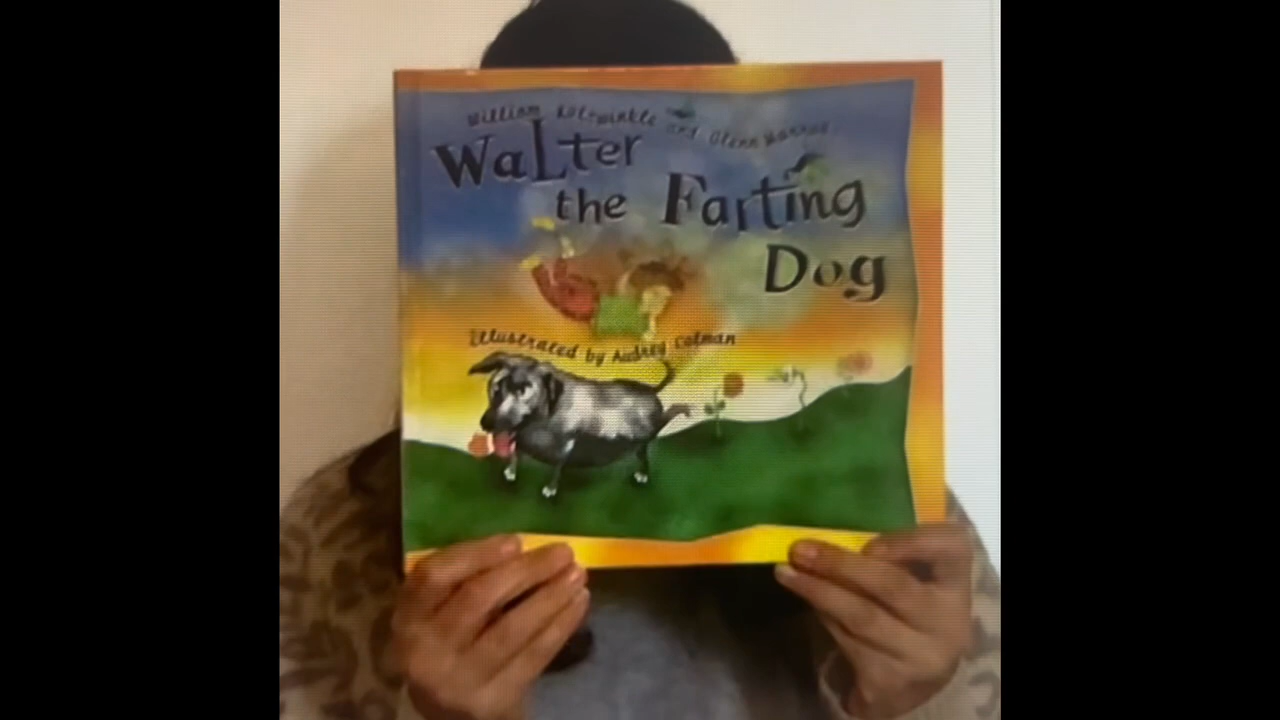 William Kotzwinkle and Glenn Murray
Walter
the Farting
Dog
Illustrated by Audrey Colman